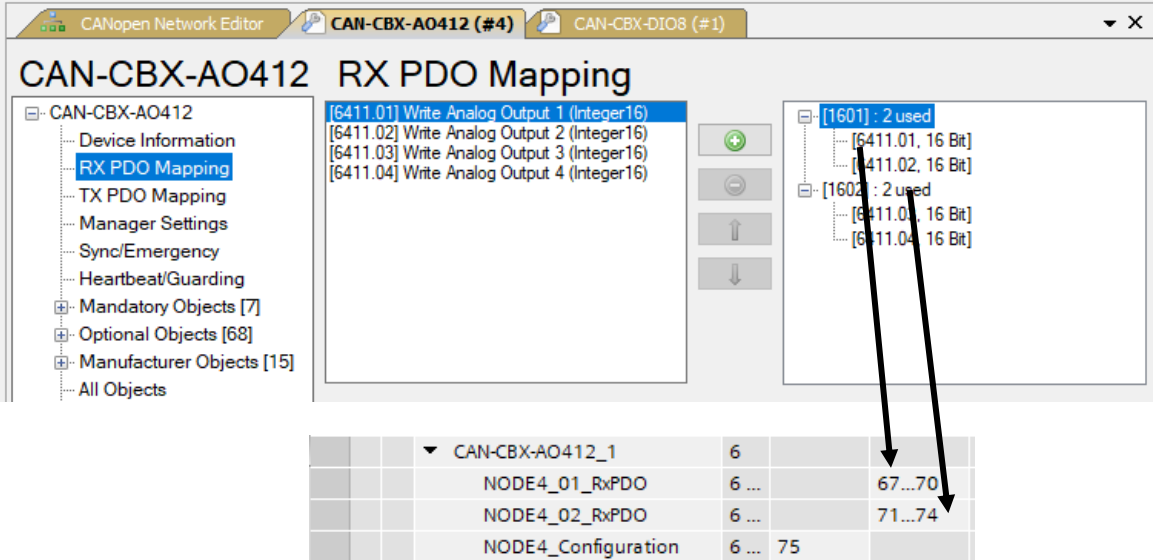 CANopen Network Editor CAN-CBX-AO412 (#4) CAN-CBX-DIO8 (#1)
CAN-CBX-AO412 RX PDO Mapping
CAN-CBX-AO412
Device Information
RX PDO Mapping
TX PDO Mapping
Manager Settings
Sync/Emergency
Heartbeat/Guarding
Mandatory Objects [7]
Optional Objects [68]
Manufacturer Objects [15]
All Objects
[6411.01] Write Analog Output 1 (Integer16)
[6411.02] Write Analog Output 2 (Integer16)
[6411.03] Write Analog Output 3 (Integer16)
[6411.04] Write Analog Output 4 (Integer16)
[1601] : 2 used
[6411.01, 16 Bit]
[6411.02, 16 Bit]
[1602] : 2 used
[6411.03, 16 Bit]
[6411.04, 16 Bit]
CAN-CBX-AO412_1 6
NODE4_01_RxPDO 6 ... 67...70
NODE4_02_RxPDO 6 ... 71...74
NODE4_Configuration 6 ... 75